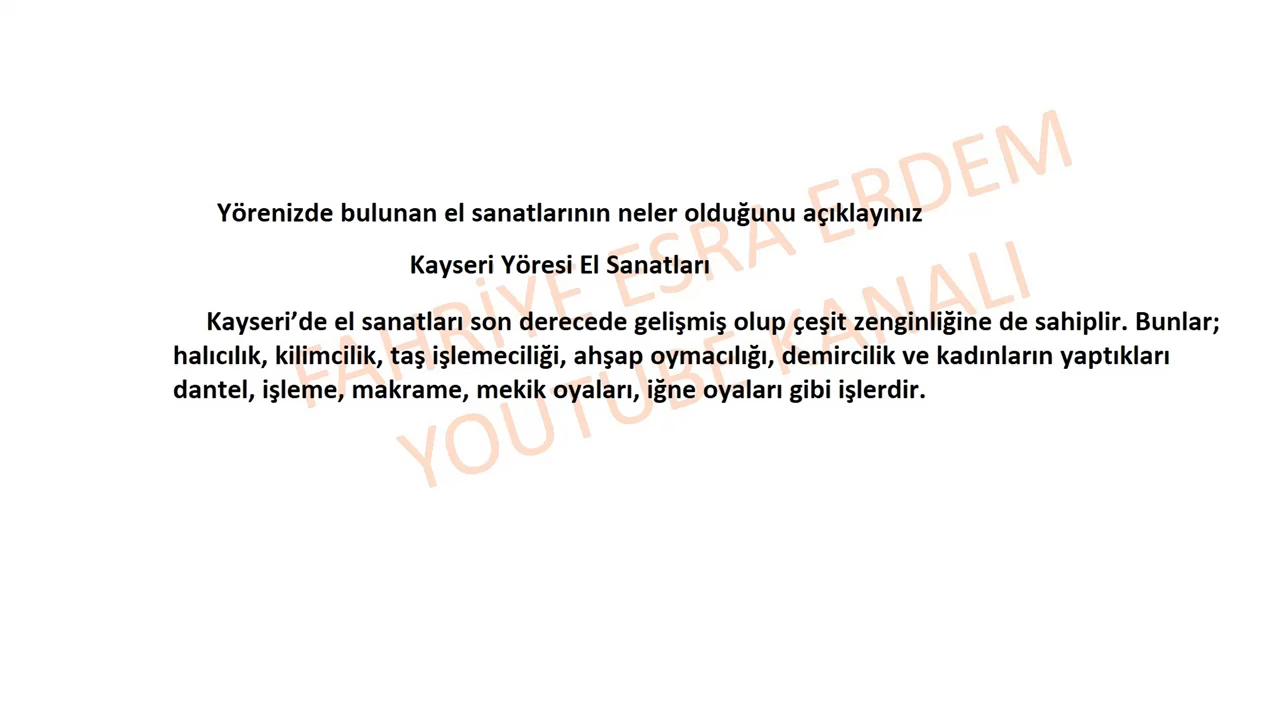 Yörenizde bulunan el sanatlarının neler olduğunu açıklayınız
Kayseri Yöresi El Sanatları
Kayseri’de el sanatları son derecede gelişmiş olup çeşit zenginliğine de sahiplir. Bunlar;
halıcılık, kilimcilik, taş işlemeciliği, ahşap oymacılığı, demircilik ve kadınların yaptıkları
dantel, işleme, makrame, mekik oyaları, iğne oyaları gibi işlerdir.
FAHRİYE ESRA ERDEM
YOUTUBE KANALI